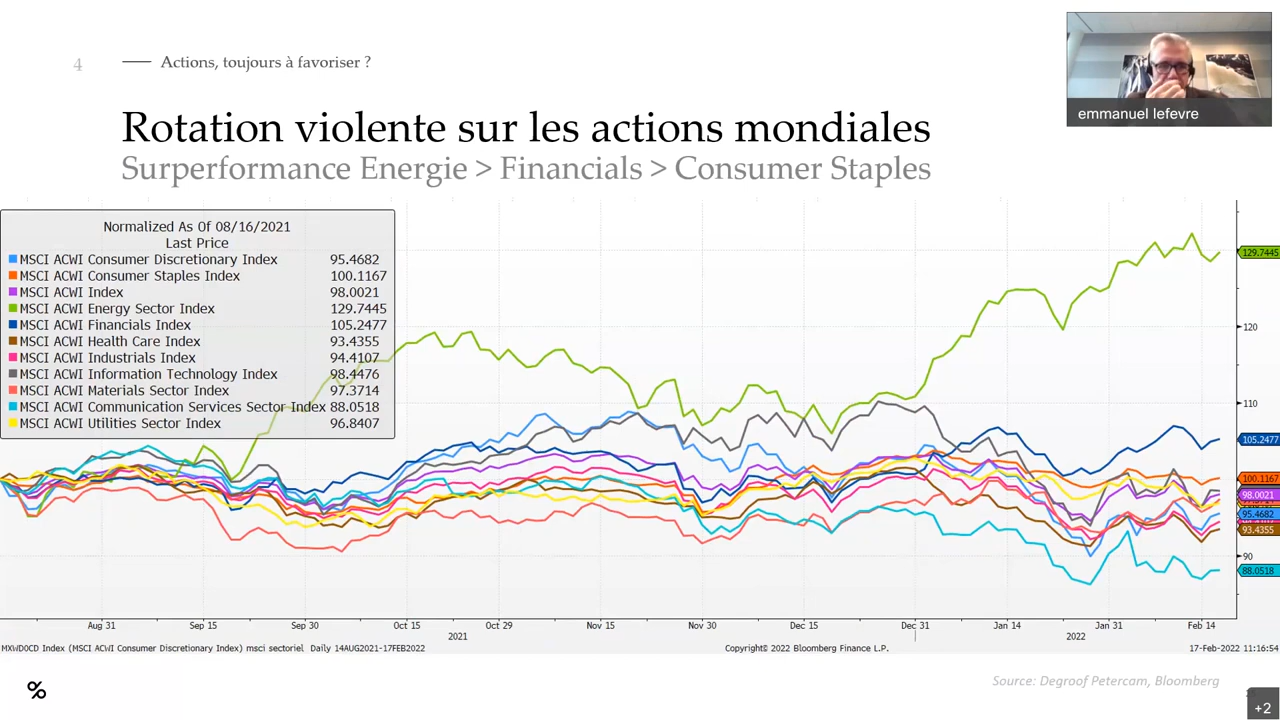 4
Actions, toujours à favoriser ?
emmanuel lefevre
Rotation violente sur les actions mondiales
Surperformance Energie > Financials > Consumer Staples
Normalized As Of 08/16/2021
Last Price
MSCI ACWI Consumer Discretionary Index 95.4682
MSCI ACWI Consumer Staples Index 100.1167
MSCI ACWI Index 98.0021
MSCI ACWI Energy Sector Index 129.7445
MSCI ACWI Financials Index 105.2477
MSCI ACWI Health Care Index 93.4355
MSCI ACWI Industrials Index 94.4107
MSCI ACWI Information Technology Index 98.4476
MSCI ACWI Materials Sector Index 97.3714
MSCI ACWI Communication Services Sector Index 88.0518
MSCI ACWI Utilities Sector Index 96.8407
129.7445
120
110
105.2477
100.1167
98.0021
95.4682
93.4355
90
88.0518
Aug 31 Sep 15 Sep 30 Oct 15 Oct 29 Nov 15 Nov 30 Dec 15 Dec 31 Jan 14 Jan 31 Feb 14
2021 2022
MXWDOCD Index (MSCI ACWI Consumer Discretionary Index) msci sectoriel Daily 14AUG2021-17FEB2022 Copyright© 2022 Bloomberg Finance L.P. 17-Feb-2022 11:16:54
Source: Degroof Petercam, Bloomberg
+2